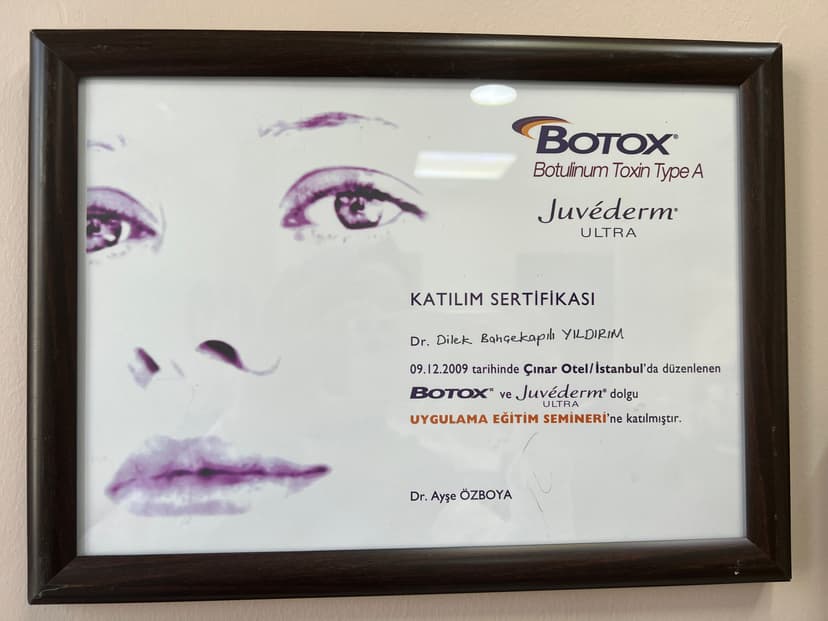 BOTOX®
Botulinum Toxin Type A
Juvéderm®
ULTRA
KATILIM SERTİFİKASI
Dr. Dilek Bahçekapılı YILDIRIM
09.12.2009 tarihinde Çınar Otel/İstanbul'da düzenlenen
BOTOX® ve Juvéderm® dolgu
ULTRA
UYGULAMA EĞİTİM SEMİNERİ'ne katılmıştır.
Dr. Ayşe ÖZBOYA